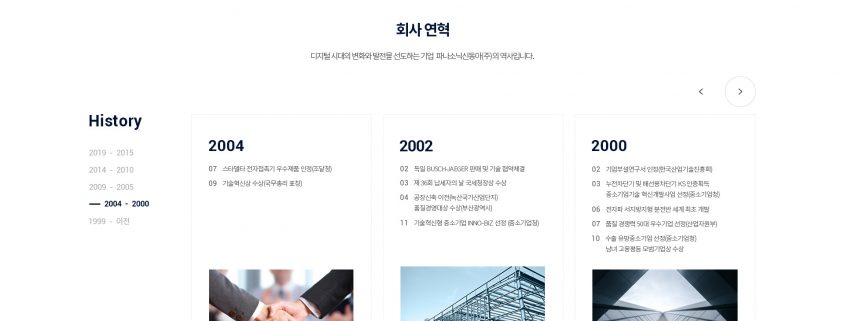 회사 연혁
디지털 시대의 변화와 발전을 선도하는 기업 파나소닉신동아(주)의 역사입니다.
History
2019 - 2015
2014 - 2010
2009 - 2005
2004 - 2000
1999 - 이전
2004
07 스타델타 전자접촉기 우수제품 인정(조달청)
09 기술혁신상 수상(국무총리 표창)
2002
02 독일 BUSCH-JAEGER 판매 및 기술 협약체결
03 제 36회 납세자의 날 국세청장상 수상
04 공장신축 이전(녹산국가산업단지)
품질경영대상 수상(부산광역시)
11 기술혁신형 중소기업 INNO-BIZ 선정 (중소기업청)
2000
02 기업부설연구서 인정(한국산업기술진흥회)
03 누전차단기 및 배선용차단기 KS인증획득
중소기업기술 혁신개발사업 선정(중소기업청)
06 전자파 서지방지형 분전반 세계 최초 개발
07 품질 경쟁력 50대 우수기업 선정(산업자원부)
10 수출 유망중소기업 선정(중소기업청)
남녀 고용평등 모범기업상 수상